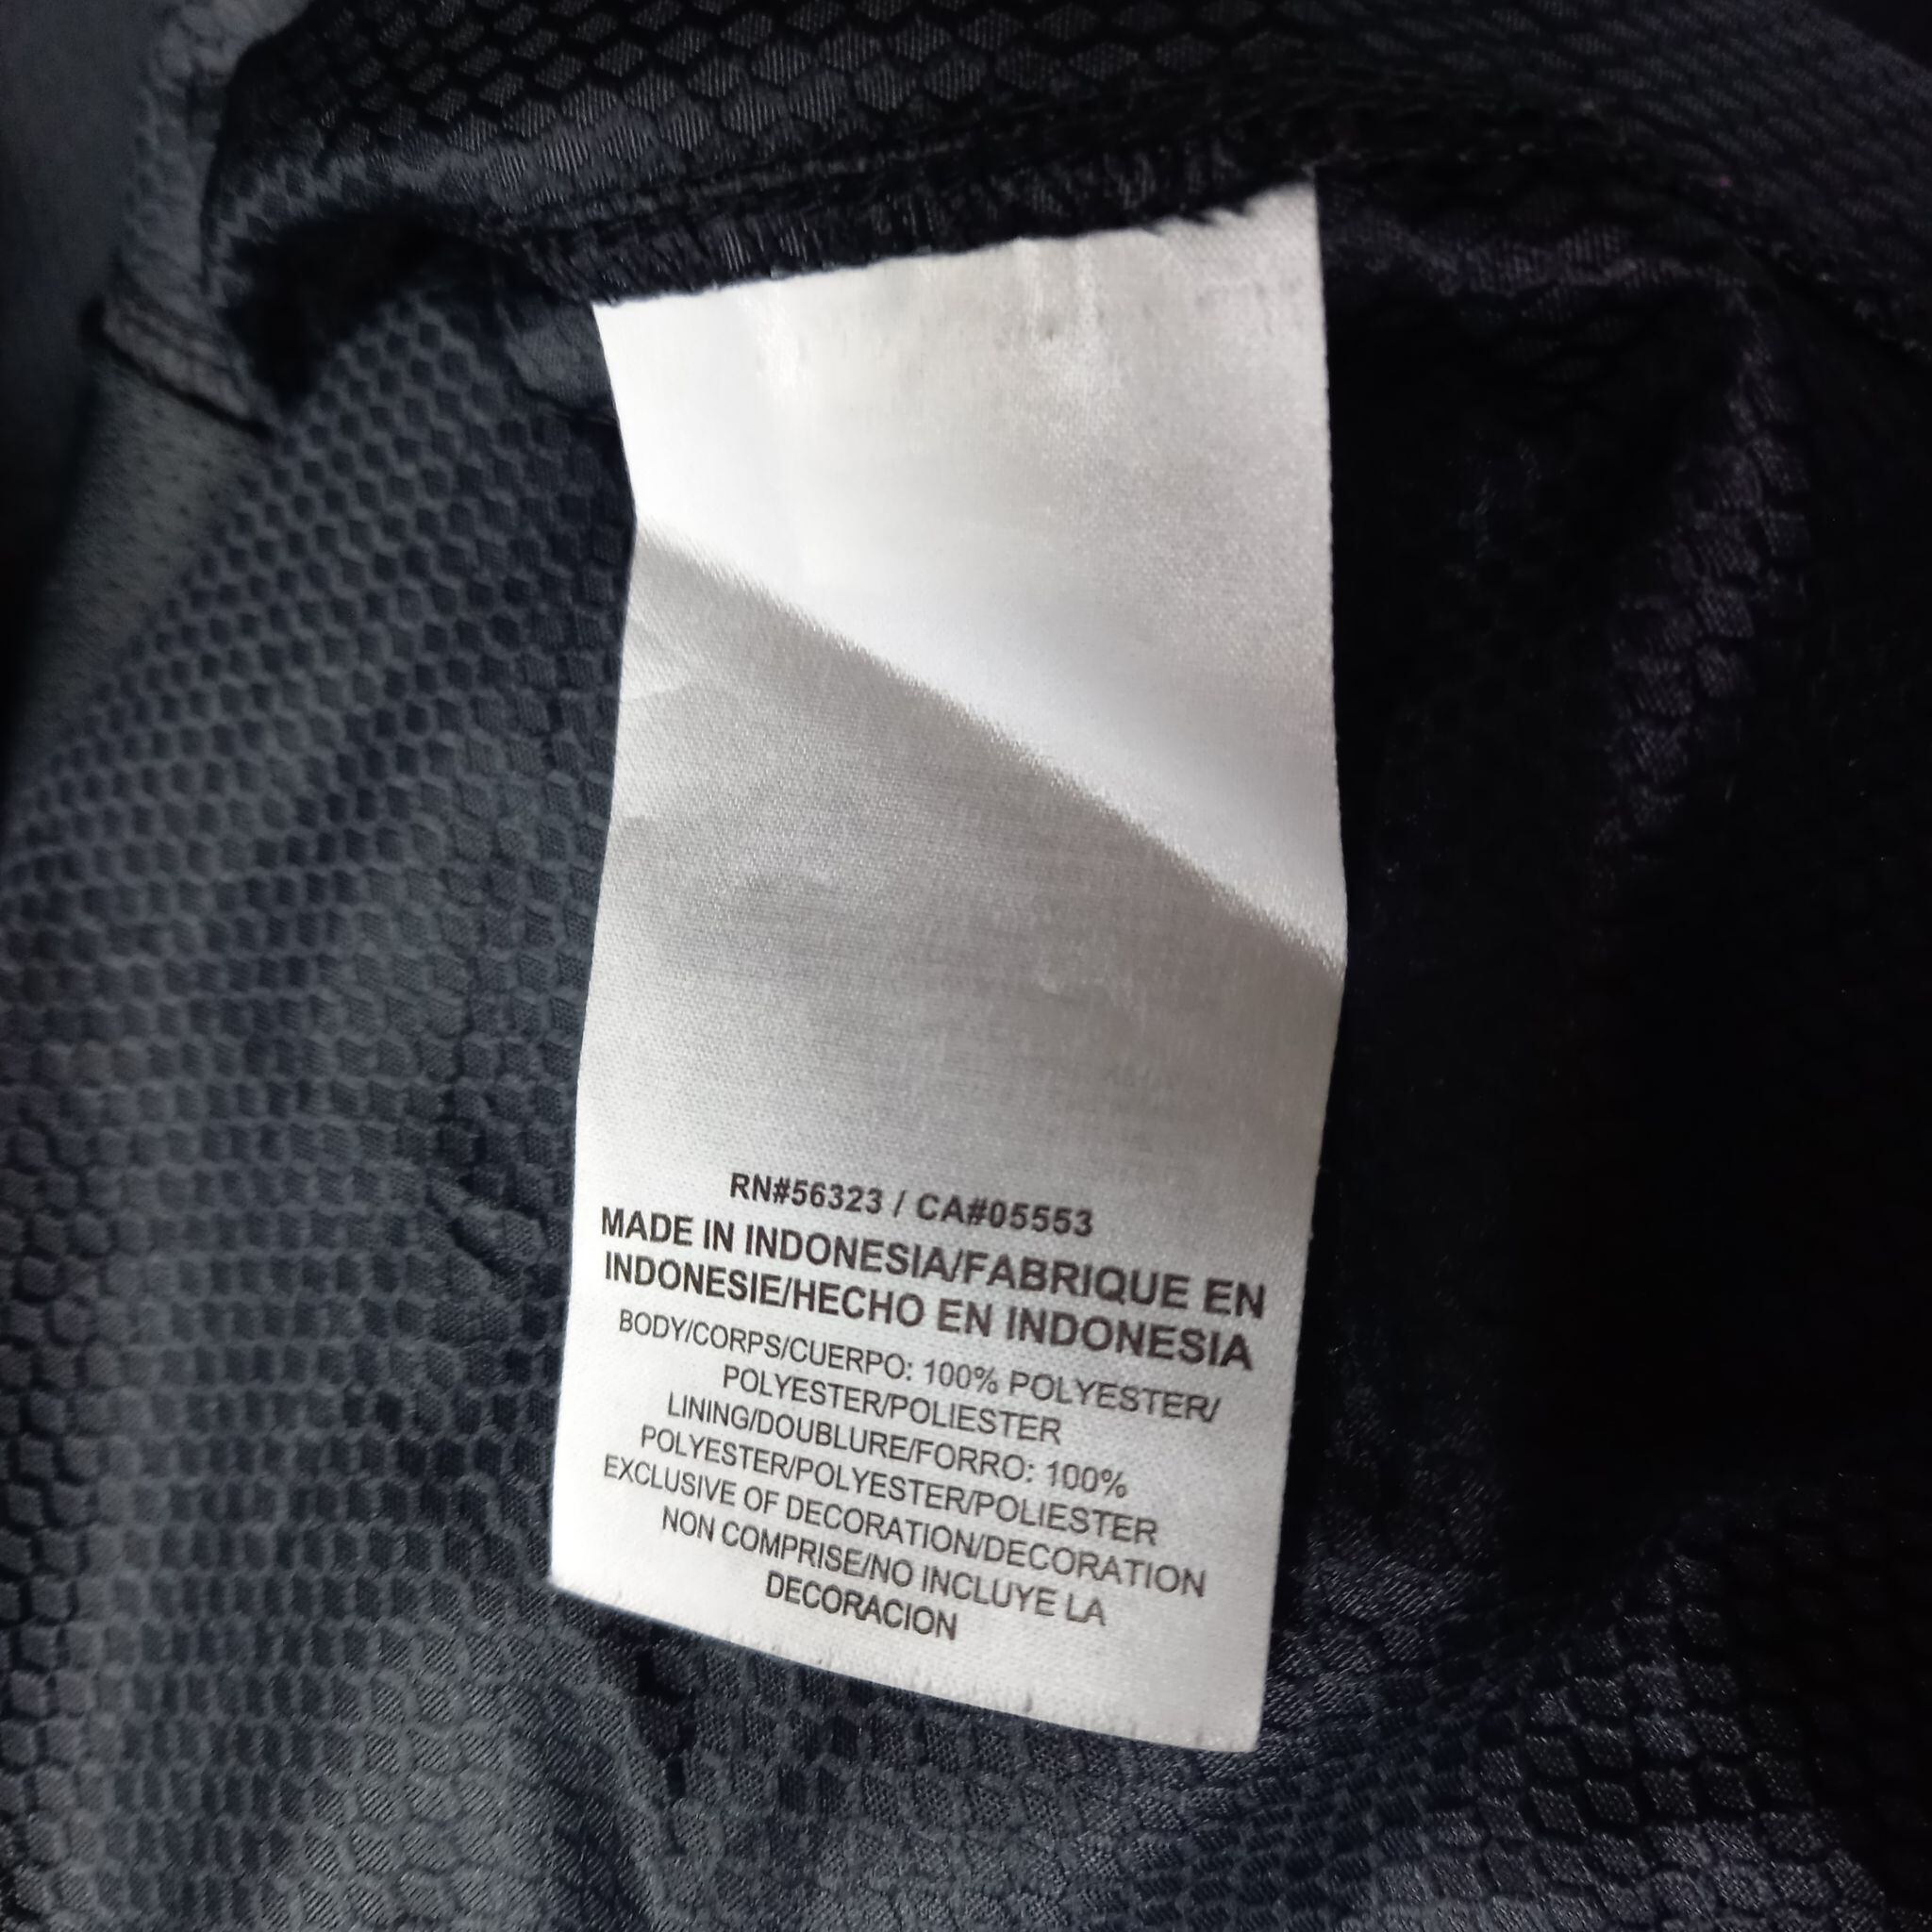 RN#56323 / CA#05553
MADE IN INDONESIA/FABRIQUE EN
INDONESIE/HECHO EN INDONESIA
BODY/CORPS/CUERPO: 100% POLYESTER/
POLYESTER/POLIESTER
LINING/DOUBLURE/FORRO: 100%
POLYESTER/POLYESTER/POLIESTER
EXCLUSIVE OF DECORATION/DECORATION
NON COMPRISE/NO INCLUYE LA
DECORACION